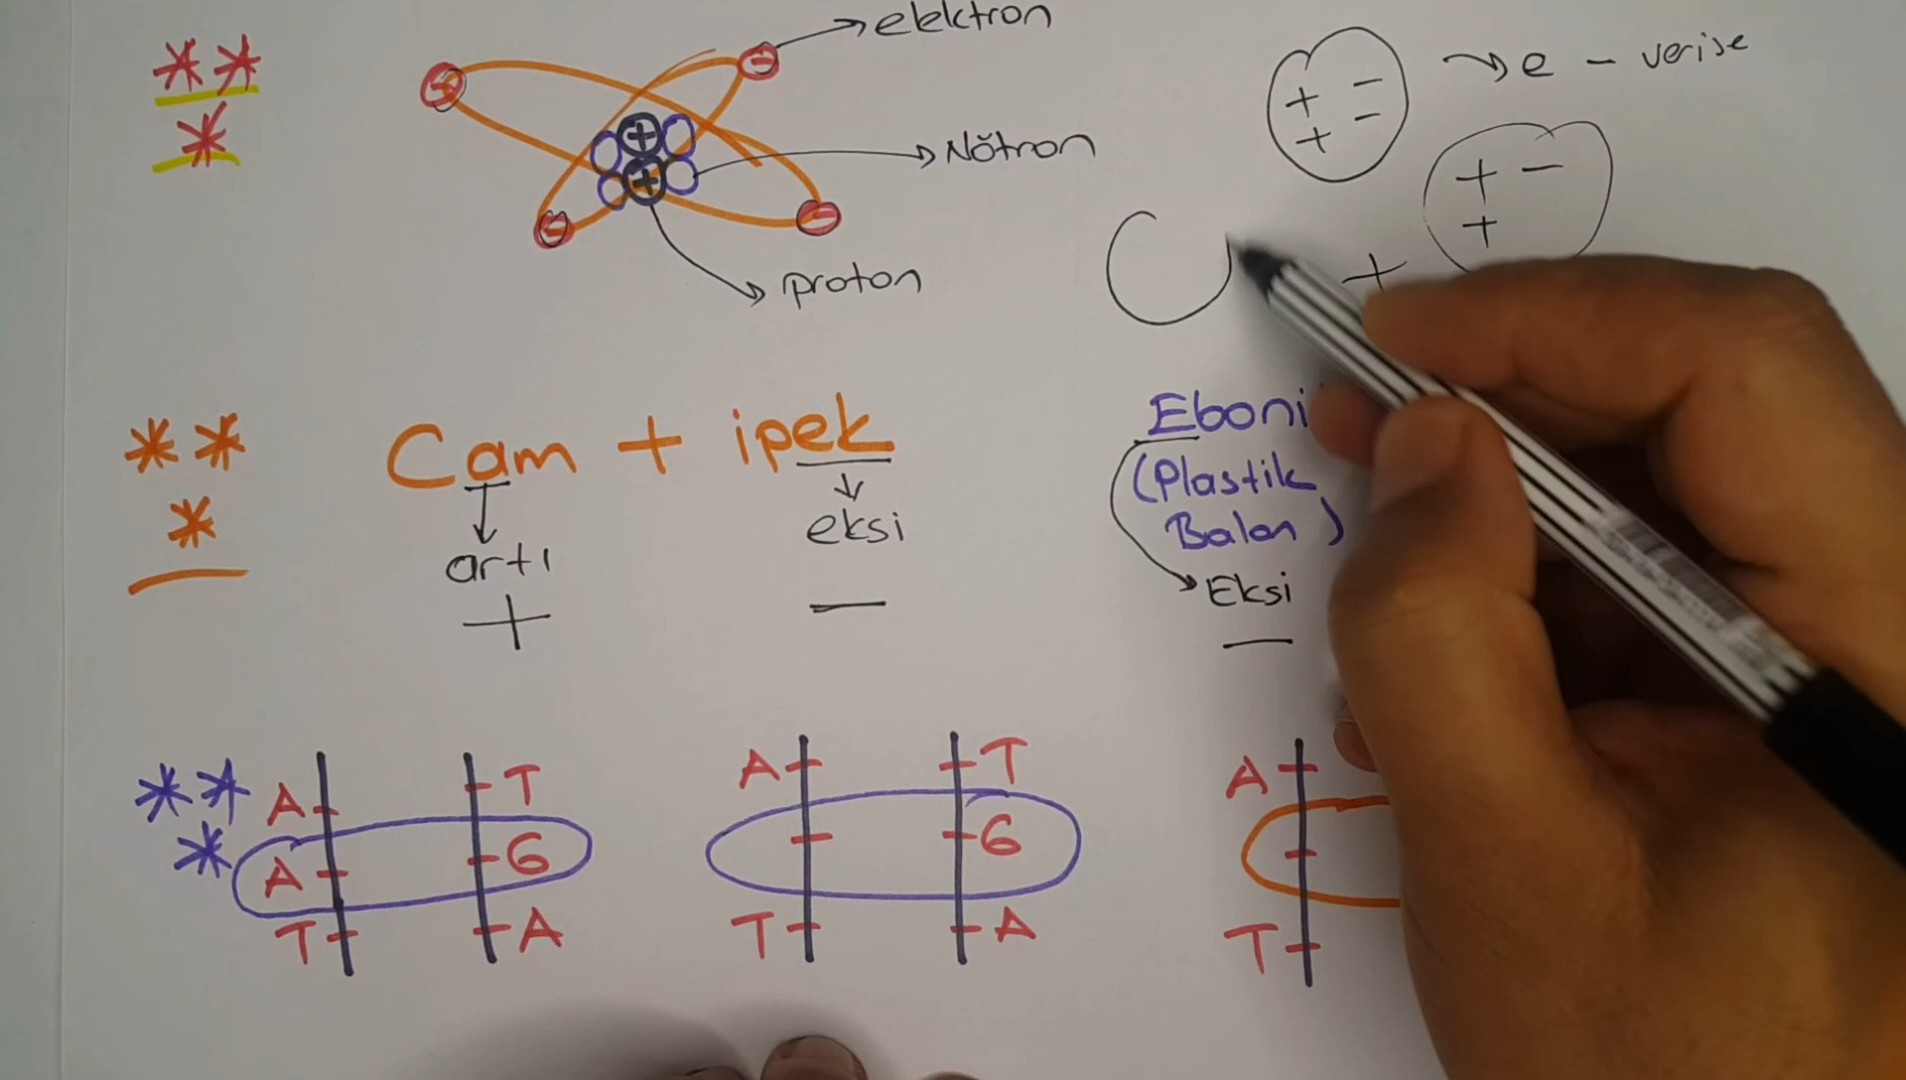 elektron
Nötron
proton
+ -
+ -
e - verise
+ -
+
+
Cam + ipek
artı
+
eksi
-
Eboni
(Plastik
Balon)
Eksi
-
A T
A G
T A
A T
G
T A
A
T